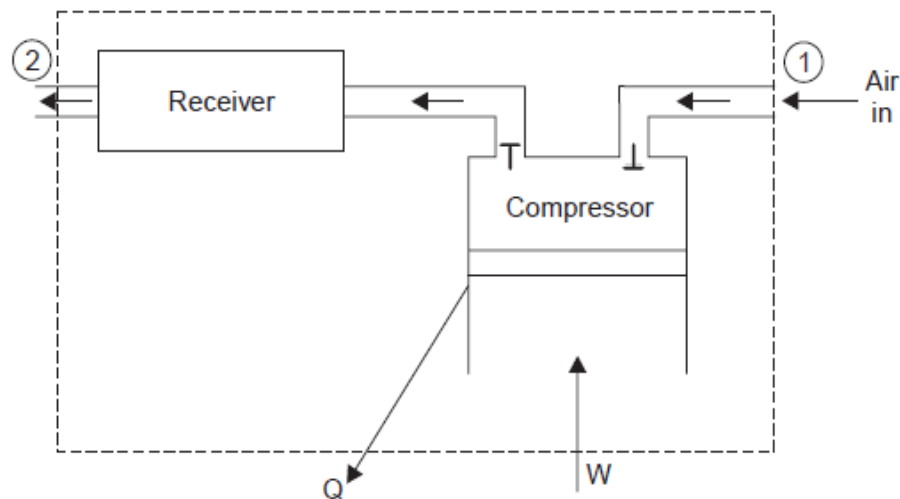 2
1
Receiver
Air
in
Compressor
Q
W